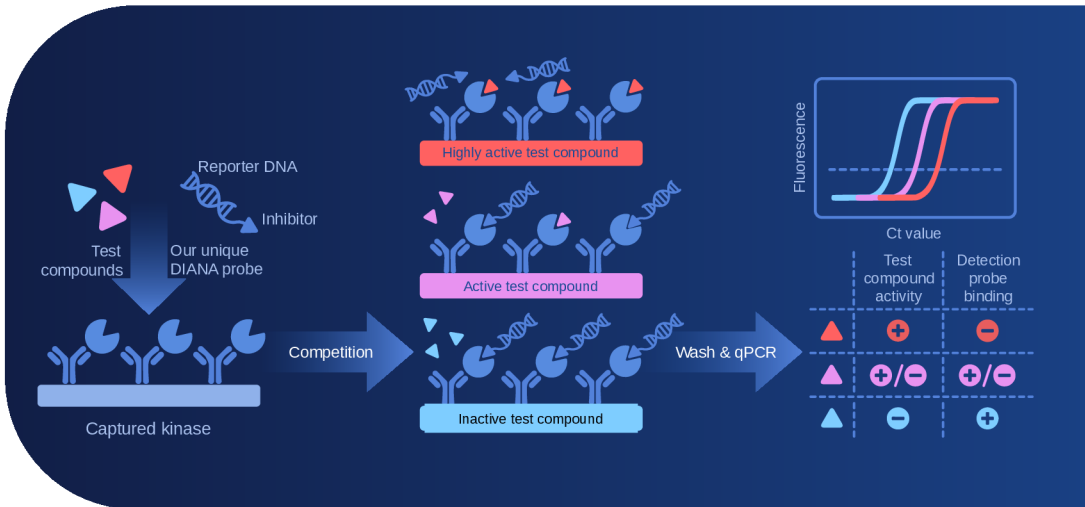 Reporter DNA
Inhibitor
Test
compounds
Our unique
DIANA probe
Captured kinase
Competition
Highly active test compound
Active test compound
Inactive test compound
Wash & qPCR
Fluorescence
Ct value
Test
compound
activity
Detection
probe
binding
+
−
+/−
+/−
−
+